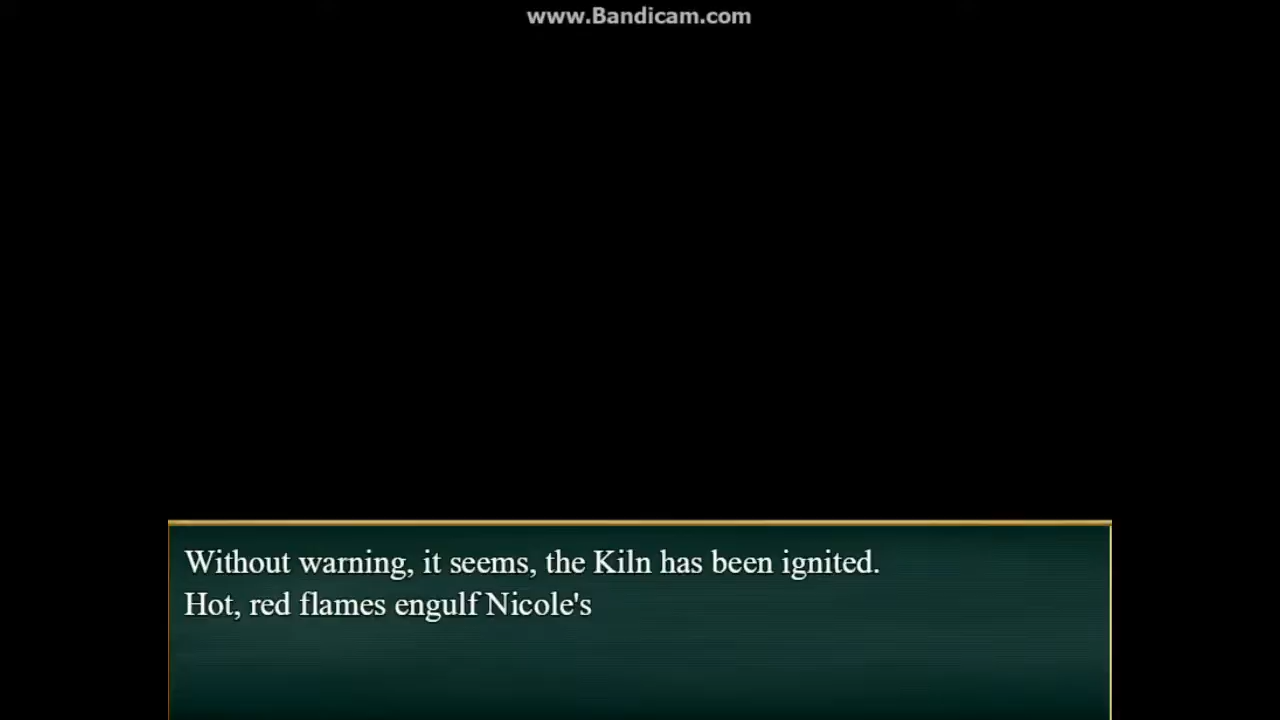 www.Bandicam.com
Without warning, it seems, the Kiln has been ignited.
Hot, red flames engulf Nicole's